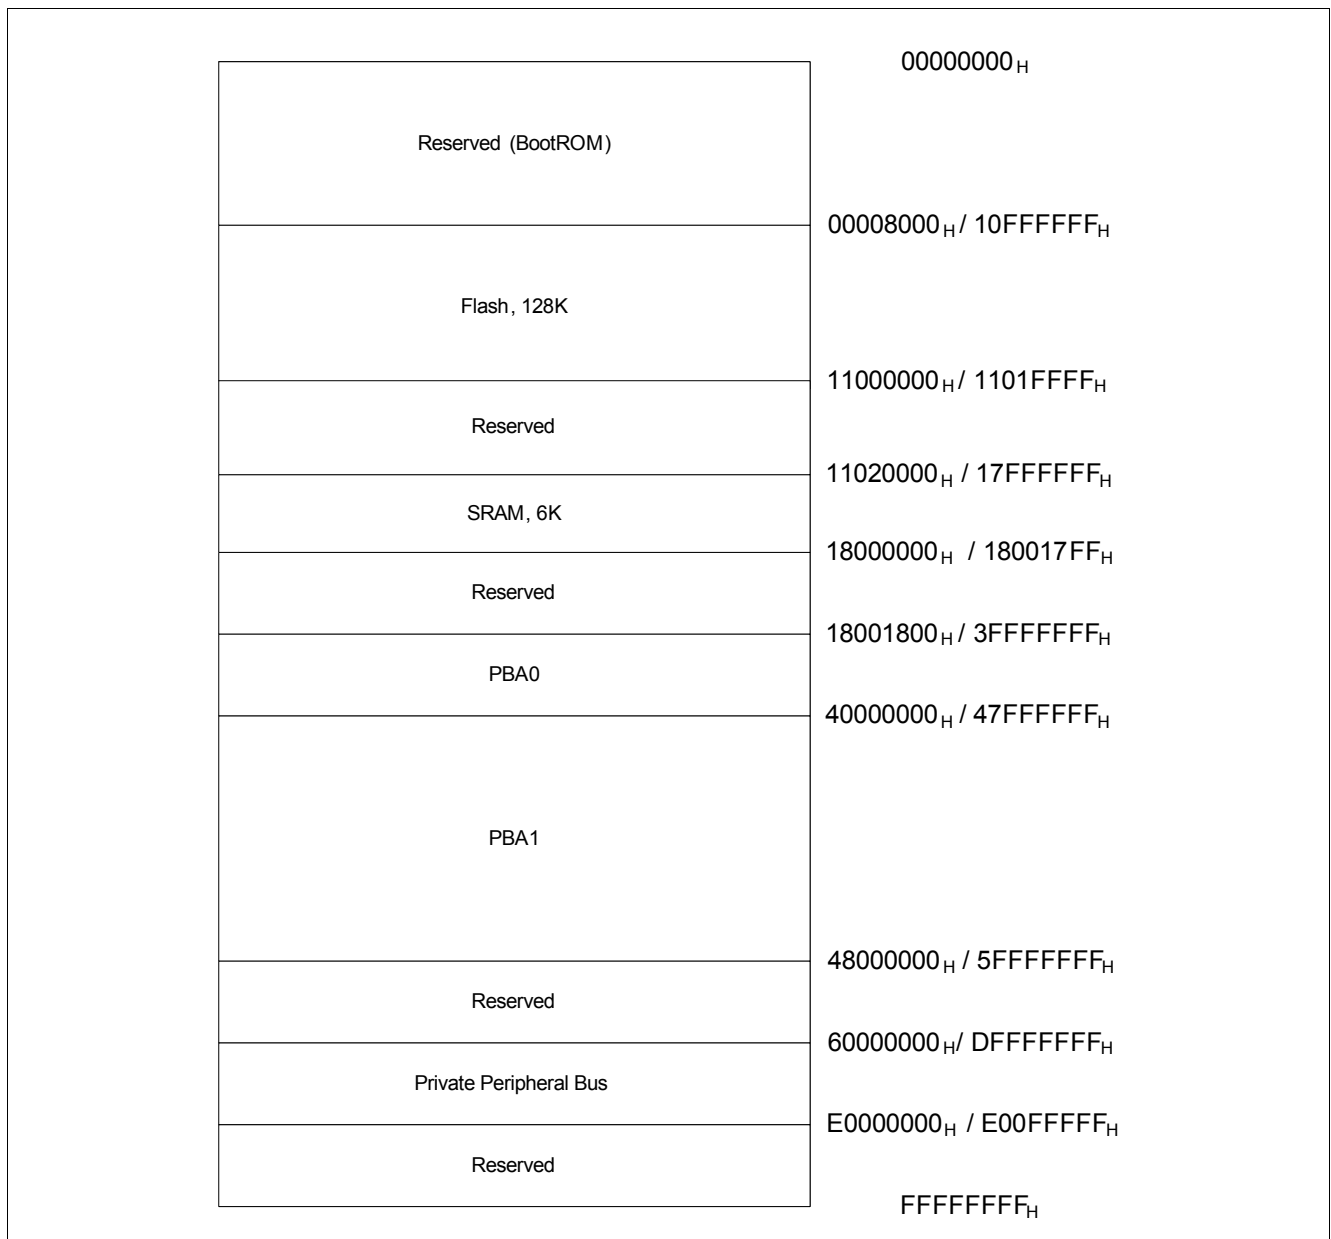 00000000H
Reserved (BootROM)
00008000H / 10FFFFFFH
Flash, 128K
11000000H / 1101FFFFH
Reserved
11020000H / 17FFFFFFH
SRAM, 6K
18000000H / 180017FFH
Reserved
18001800H / 3FFFFFFFH
PBA0
40000000H / 47FFFFFFH
PBA1
48000000H / 5FFFFFFFH
Reserved
60000000H / DFFFFFFFH
Private Peripheral Bus
E0000000H / E00FFFFFH
Reserved
FFFFFFFFH